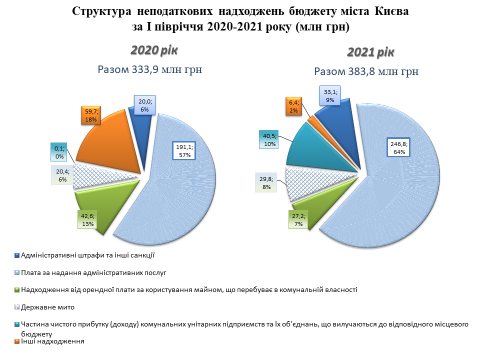 Структура неподаткових надходжень бюджету міста Києва
за І півріччя 2020-2021 року (млн грн)
2020 рік
2021 рік
Разом 333,9 млн грн
Разом 383,8 млн грн
20,0;
6%
59,7;
18%
191,1;
57%
0,1;
0%
20,4;
6%
42,6;
13%
33,1;
9%
6,4;
2%
40,5;
10%
246,8;
64%
29,8;
8%
27,2;
7%
Адміністративні штрафи та інші санкції
Плата за надання адміністративних послуг
Надходження від орендної плати за користування майном, що перебуває в комунальній власності
Державне мито
Частина чистого прибутку (доходу) комунальних унітарних підприємств та їх об'єднань, що вилучаються до відповідного місцевого
бюджету
Інші надходження